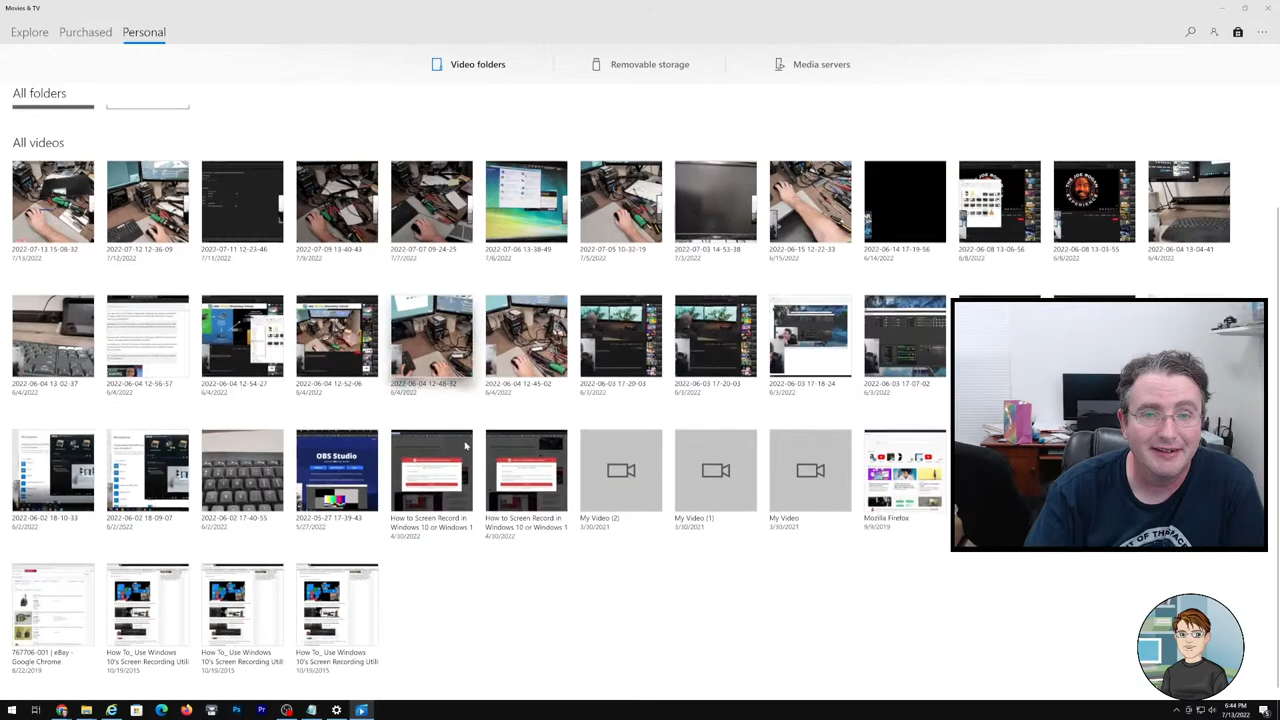 Movies & TV
Explore Purchased Personal
Video folders Removable storage Media servers
All folders
All videos
2022-07-13 15-08-32 2022-07-12 12-36-09 2022-07-11 12-23-46 2022-07-09 13-40-43 2022-07-07 09-24-25 2022-07-06 13-38-49 2022-07-05 10-32-19 2022-07-03 14-53-38 2022-06-15 12-22-33 2022-06-14 17-19-56 2022-06-08 13-06-56 2022-06-08 13-03-55 2022-06-04 13-04-41
7/13/2022 7/12/2022 7/11/2022 7/9/2022 7/7/2022 7/6/2022 7/5/2022 7/3/2022 6/15/2022 6/14/2022 6/8/2022 6/8/2022 6/4/2022
2022-06-04 13-02-37 2022-06-04 12-56-57 2022-06-04 12-54-27 2022-06-04 12-52-06 2022-06-04 12-48-32 2022-06-04 12-45-02 2022-06-03 17-20-03 2022-06-03 17-20-03 2022-06-03 17-18-24 2022-06-03 17-07-02
6/4/2022 6/4/2022 6/4/2022 6/4/2022 6/4/2022 6/4/2022 6/3/2022 6/3/2022 6/3/2022 6/3/2022
OBS Studio
2022-06-02 18-10-33 2022-06-02 18-09-07 2022-06-02 17-40-55 2022-05-27 17-39-43 How to Screen Record in How to Screen Record in My Video (2) My Video (1) My Video Mozilla Firefox
6/2/2022 6/2/2022 6/2/2022 5/27/2022 Windows 10 or Windows 1 Windows 10 or Windows 1 3/30/2021 3/30/2021 3/30/2021 9/9/2019
4/30/2022 4/30/2022
767706-001 | eBay - How To_ Use Windows How To_ Use Windows How To_ Use Windows
Google Chrome 10's Screen Recording Utili 10's Screen Recording Utili 10's Screen Recording Utili
8/22/2019 10/19/2015 10/19/2015 10/19/2015
6:44 PM
7/13/2022